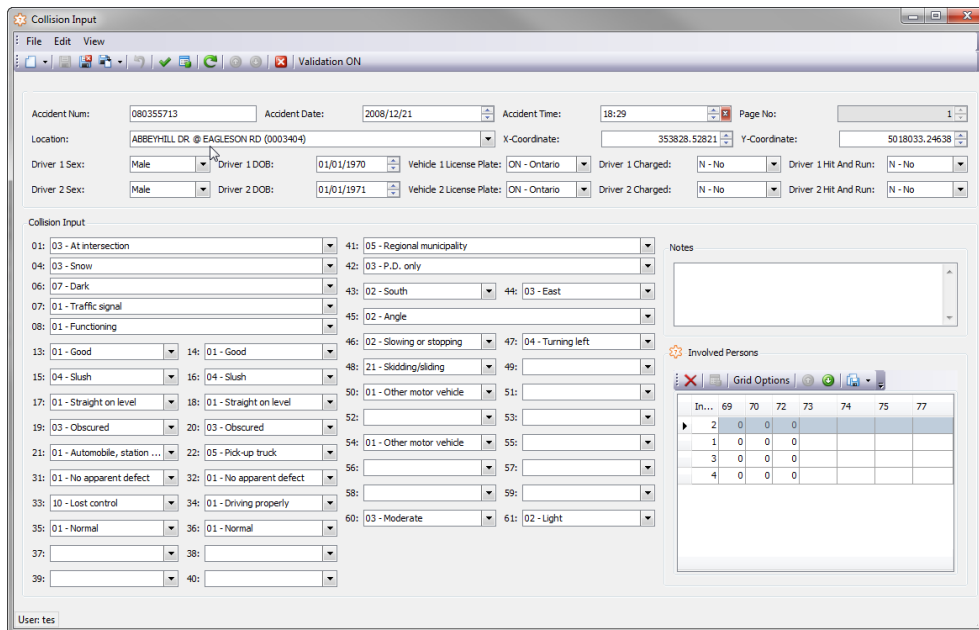 Collision Input
File Edit View
Validation ON
Accident Num: 080355713 Accident Date: 2008/12/21 Accident Time: 18:29 Page No: 1
Location: ABBEYHILL DR @ EAGLESON RD (0003404) X-Coordinate: 353828.52821 Y-Coordinate: 5018033.24638
Driver 1 Sex: Male Driver 1 DOB: 01/01/1970 Vehicle 1 License Plate: ON - Ontario Driver 1 Charged: N - No Driver 1 Hit And Run: N - No
Driver 2 Sex: Male Driver 2 DOB: 01/01/1971 Vehicle 2 License Plate: ON - Ontario Driver 2 Charged: N - No Driver 2 Hit And Run: N - No
Collision Input
01: 03 - At intersection
04: 03 - Snow
06: 07 - Dark
07: 01 - Traffic signal
08: 01 - Functioning
13: 01 - Good 14: 01 - Good
15: 04 - Slush 16: 04 - Slush
17: 01 - Straight on level 18: 01 - Straight on level
19: 03 - Obscured 20: 03 - Obscured
21: 01 - Automobile, station ... 22: 05 - Pick-up truck
31: 01 - No apparent defect 32: 01 - No apparent defect
33: 10 - Lost control 34: 01 - Driving properly
35: 01 - Normal 36: 01 - Normal
37: 38:
39: 40:
41: 05 - Regional municipality
42: 03 - P.D. only
43: 02 - South 44: 03 - East
45: 02 - Angle
46: 02 - Slowing or stopping 47: 04 - Turning left
48: 21 - Skidding/sliding 49:
50: 01 - Other motor vehicle 51:
52: 53:
54: 01 - Other motor vehicle 55:
56: 57:
58: 59:
60: 03 - Moderate 61: 02 - Light
Notes
Involved Persons
Grid Options
In... 69 70 72 73 74 75 77
2 0 0 0
1 0 0 0
3 0 0 0
4 0 0 0
User: tes